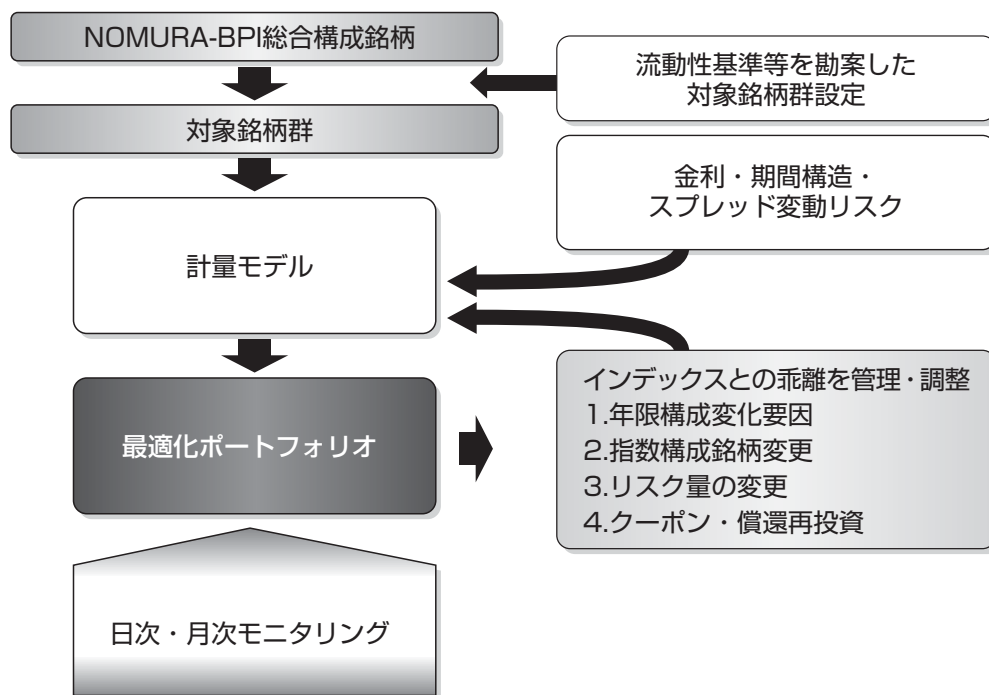 NOMURA-BPI総合構成銘柄
流動性基準等を勘案した
対象銘柄群設定
対象銘柄群
金利・期間構造・
スプレッド変動リスク
計量モデル
インデックスとの乖離を管理・調整
1.年限構成変化要因
2.指数構成銘柄変更
3.リスク量の変更
4.クーポン・償還再投資
最適化ポートフォリオ
日次・月次モニタリング